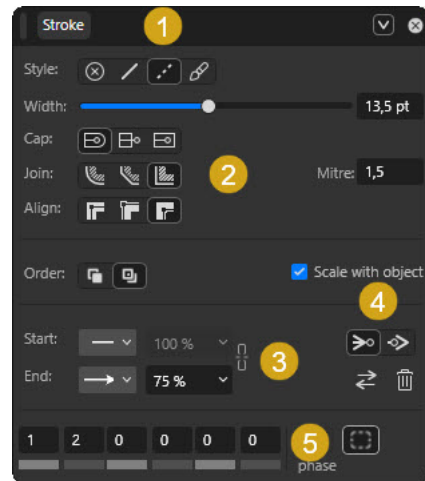 Stroke 1
Style:
Width: 13,5 pt
Cap:
Join: 2 Mitre: 1,5
Align:
Order: Scale with object
4
Start: 100 %
3
End: 75 %
1 2 0 0 0 0 5
phase